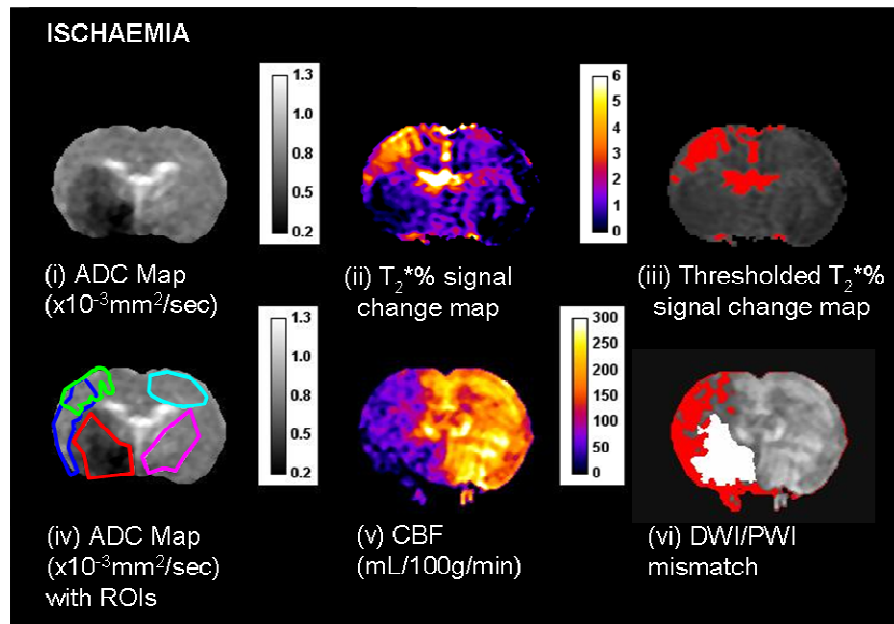 ISCHAEMIA
1.3
1.0
0.8
0.5
0.2
6
5
4
3
2
1
0
(i) ADC Map
(x10-3mm2/sec)
(ii) T2*% signal
change map
(iii) Thresholded T2*%
signal change map
1.3
1.0
0.8
0.5
0.2
300
250
200
150
100
50
0
(iv) ADC Map
(x10-3mm2/sec)
with ROIs
(v) CBF
(mL/100g/min)
(vi) DWI/PWI
mismatch